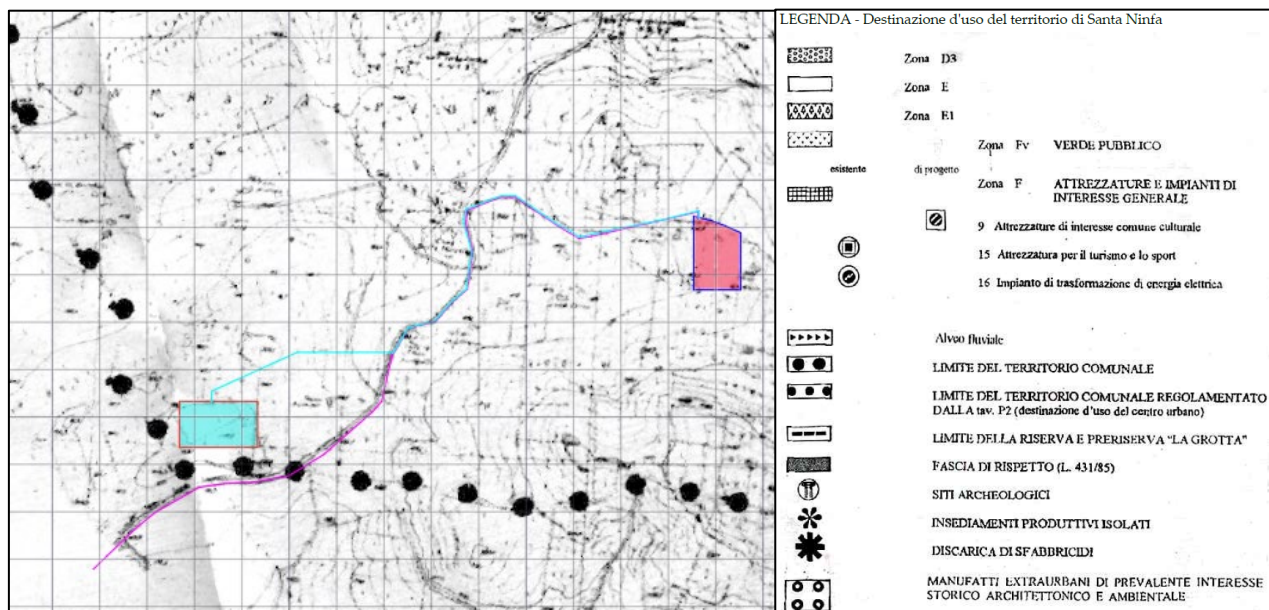 LEGENDA - Destinazione d'uso del territorio di Santa Ninfa
Zona D3
Zona E
Zona E1
Zona Fv VERDE PUBBLICO
esistente di progetto
Zona F ATTREZZATURE E IMPIANTI DI
INTERESSE GENERALE
9 Attrezzature di interesse comune culturale
15 Attrezzatura per il turismo e lo sport
16 Impianto di trasformazione di energia elettrica
Alveo fluviale
LIMITE DEL TERRITORIO COMUNALE
LIMITE DEL TERRITORIO COMUNALE REGOLAMENTATO
DALLA tav. P2 (destinazione d'uso del centro urbano)
LIMITE DELLA RISERVA E PRERISERVA "LA GROTTA"
FASCIA DI RISPETTO (L. 431/85)
SITI ARCHEOLOGICI
INSEDIAMENTI PRODUTTIVI ISOLATI
DISCARICA DI SFABBRICIDI
MANUFATTI EXTRAURBANI DI PREVALENTE INTERESSE
STORICO ARCHITETTONICO E AMBIENTALE